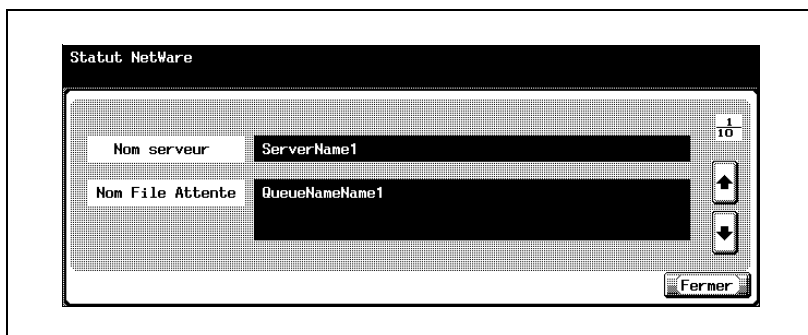 Statut NetWare
1
10
Nom serveur
ServerName1
Nom File Attente
QueueNameName1
Fermer